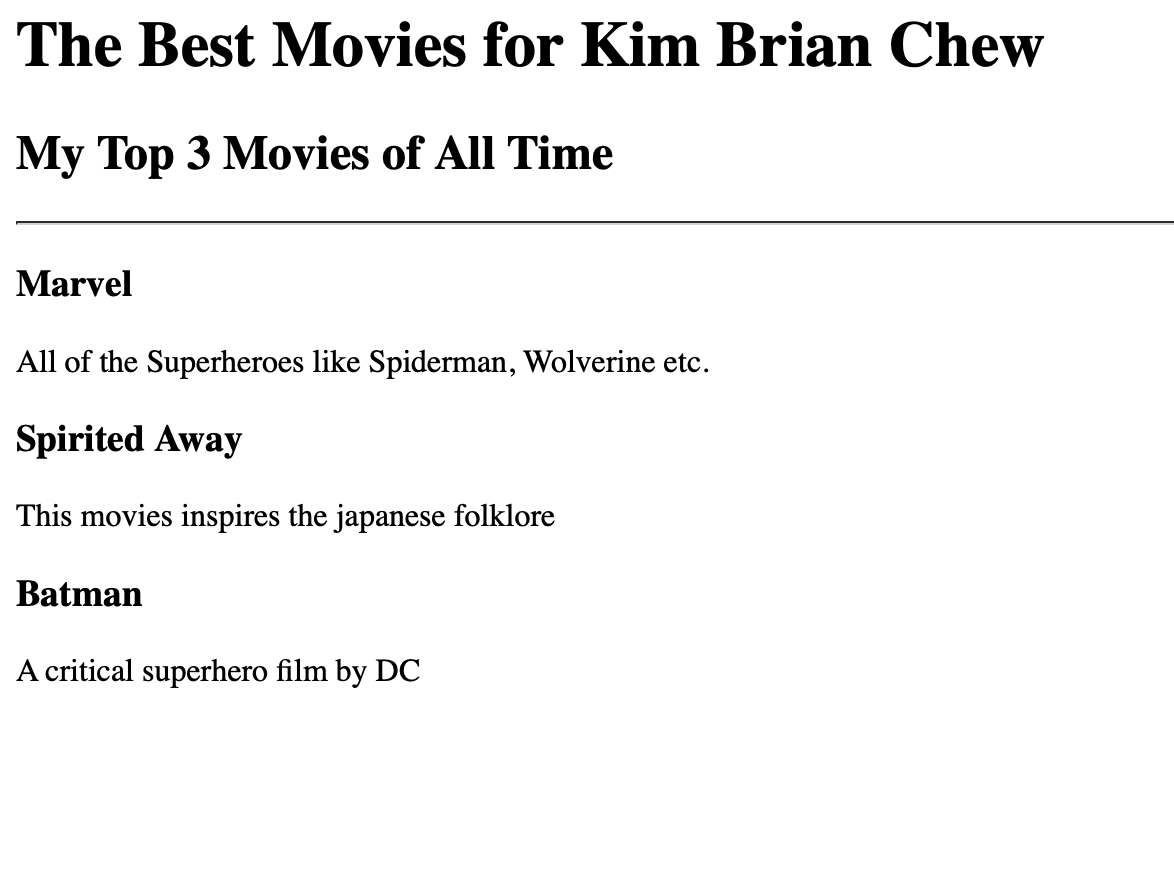 The Best Movies for Kim Brian Chew
My Top 3 Movies of All Time
Marvel
All of the Superheroes like Spiderman, Wolverine etc.
Spirited Away
This movies inspires the japanese folklore
Batman
A critical superhero film by DC